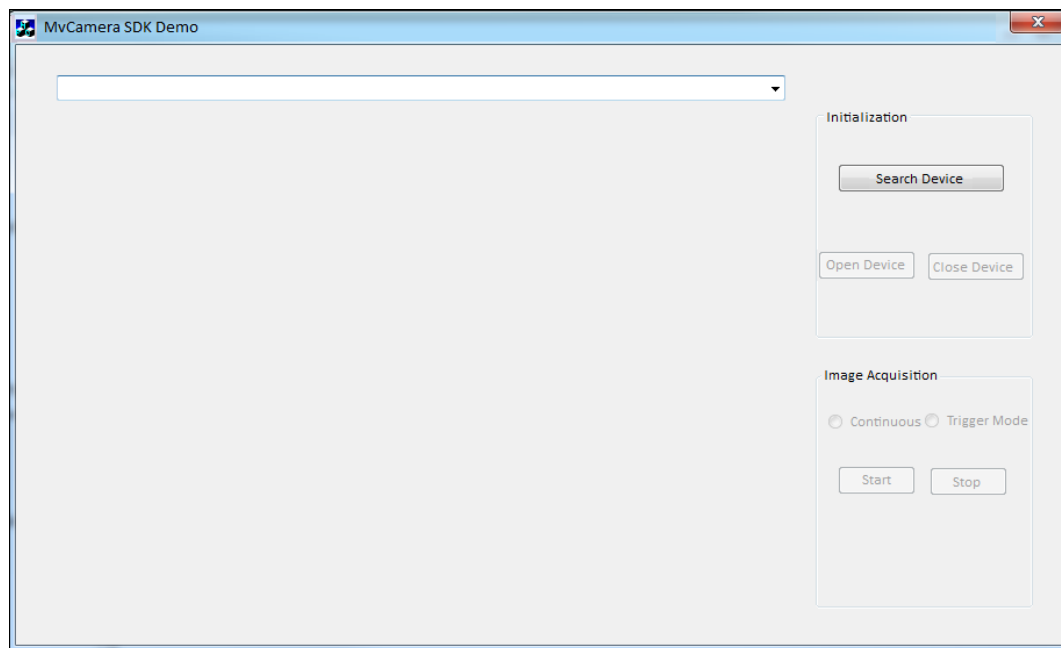 MvCamera SDK Demo
X
Initialization
Search Device
Open Device
Close Device
Image Acquisition
Continuous
Trigger Mode
Start
Stop